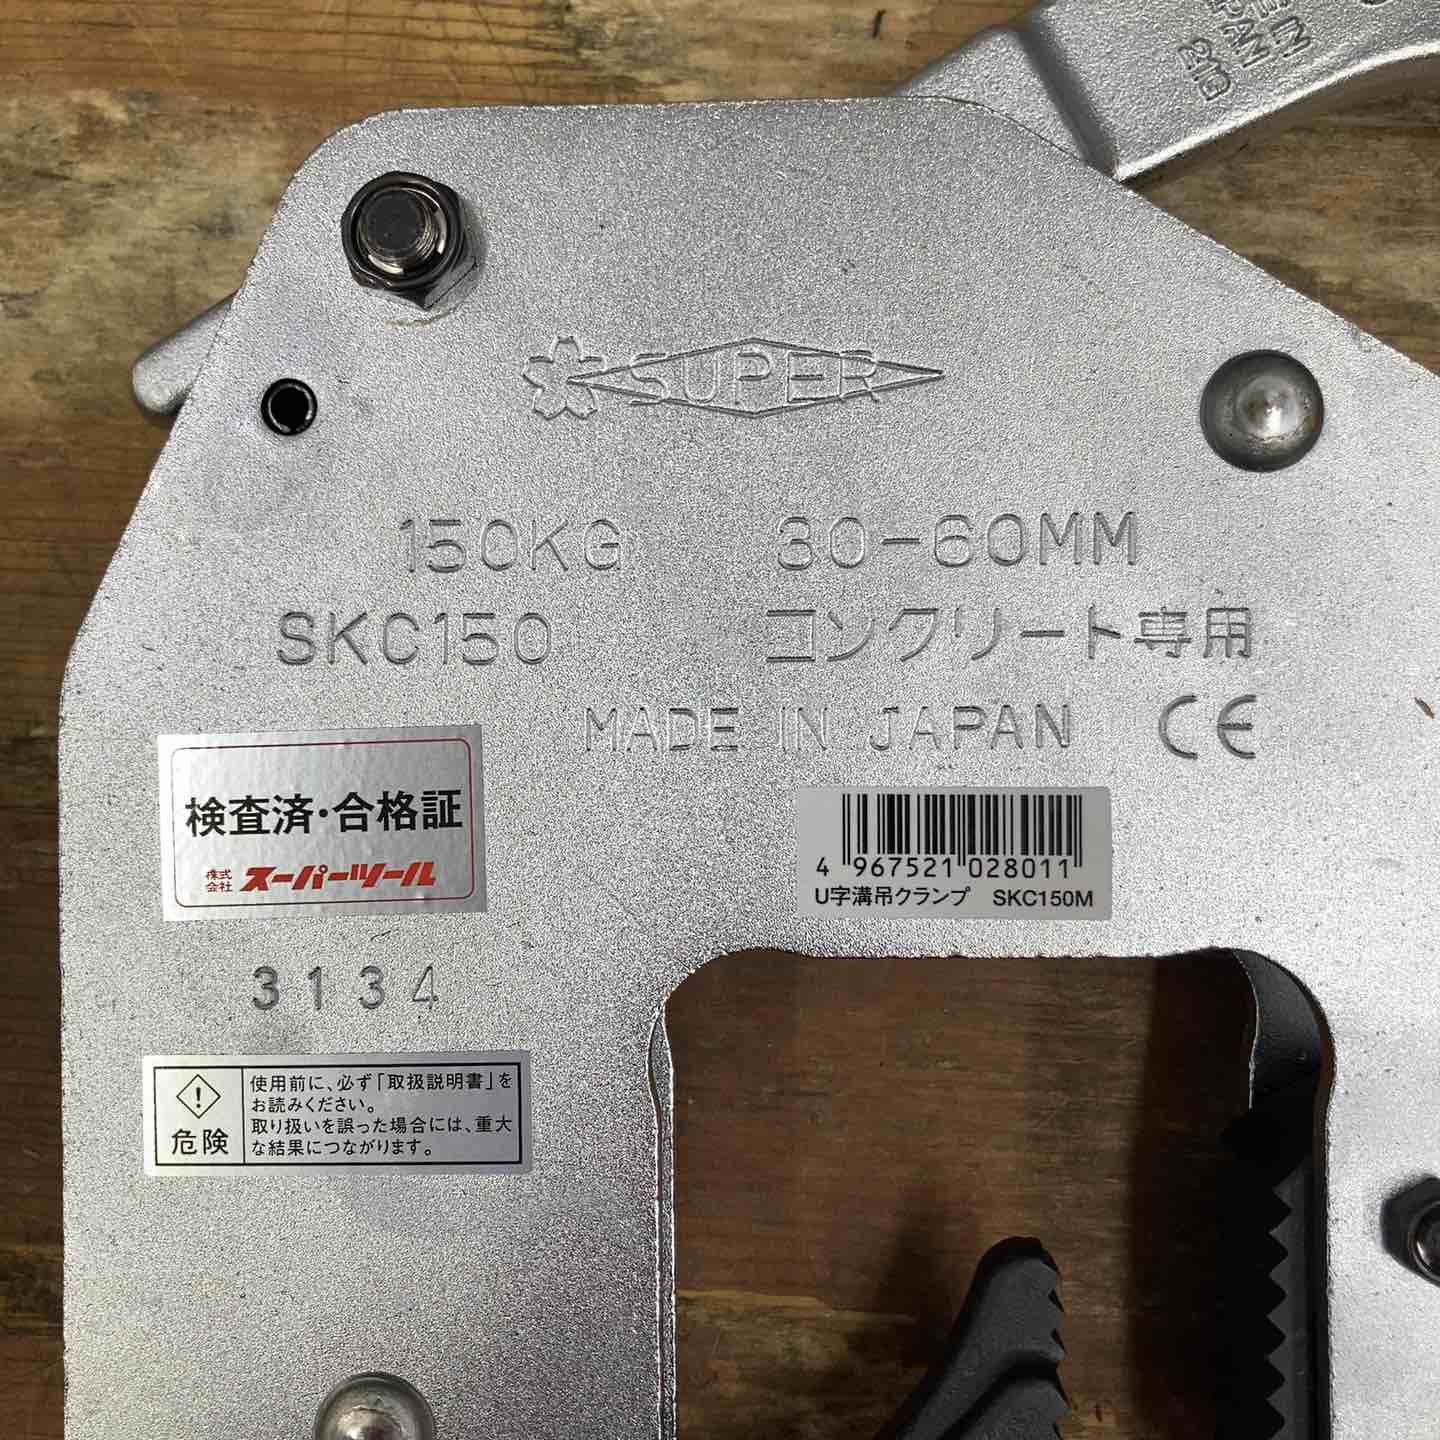 SUPER
150KG 30-60MM
SKC150 コンクリート専用
MADE IN JAPAN CE
検査済・合格証
株式会社 スーパーツール
4 967521 028011
U字溝吊クランプ SKC150M
3134
危険
使用前に、必ず「取扱説明書」を
お読みください。
取り扱いを誤った場合には、重大
な結果につながります。